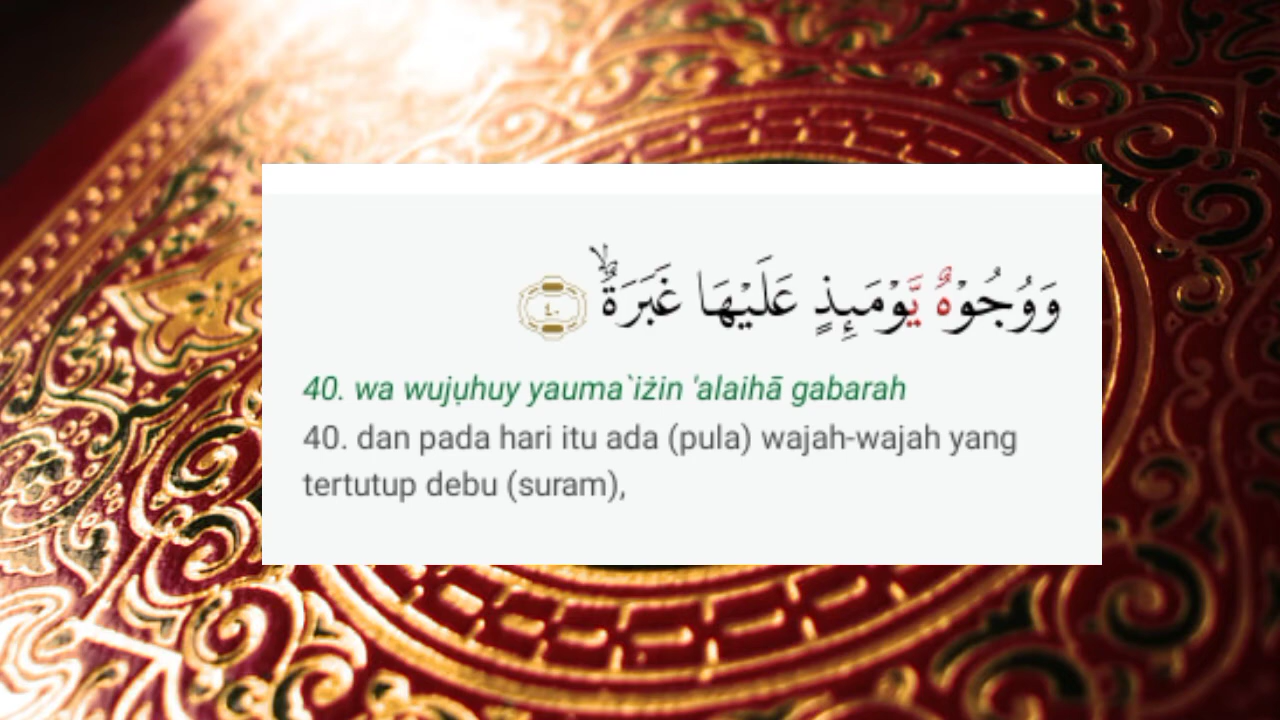 وَوُجُوْهٌ يَّوْمَىِٕذٍ عَلَيْهَا غَبَرَةٌۙ ٤٠
40. wa wujụhuy yauma`iżin 'alaihā gabarah
40. dan pada hari itu ada (pula) wajah-wajah yang
tertutup debu (suram),